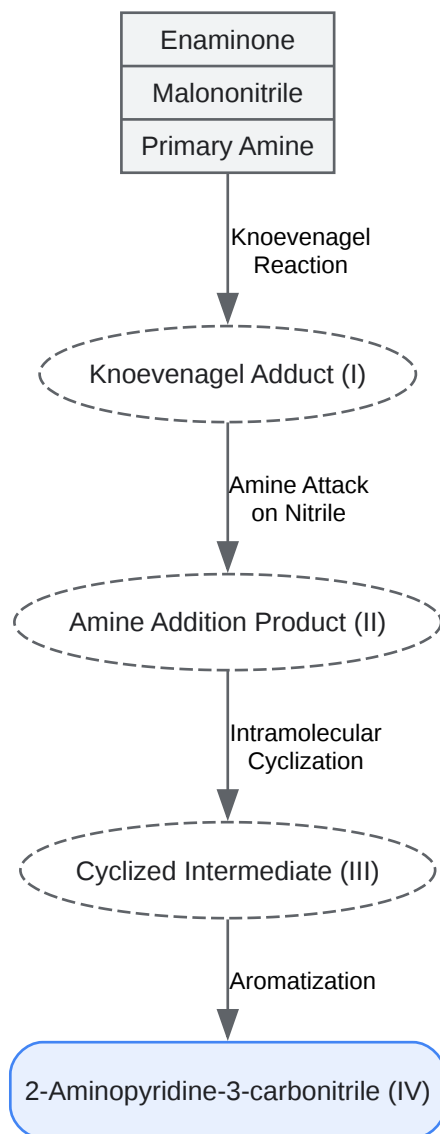 Enaminone
Malononitrile
Primary Amine
Knoevenagel
Reaction
Knoevenagel Adduct (I)
Amine Attack
on Nitrile
Amine Addition Product (II)
Intramolecular
Cyclization
Cyclized Intermediate (III)
Aromatization
2-Aminopyridine-3-carbonitrile (IV)